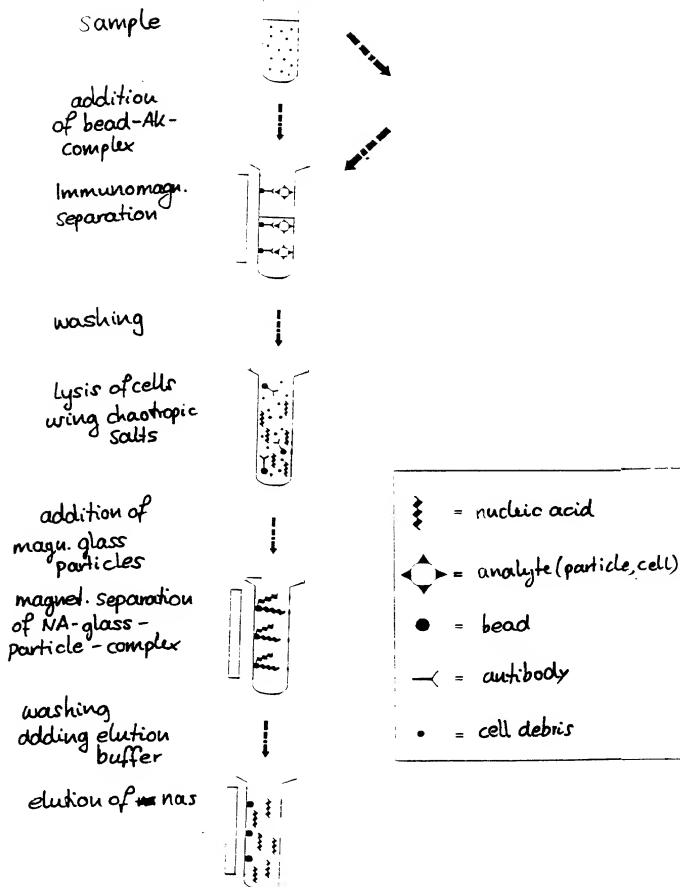 sample
addition
of bead-Ak-
complex
Immunomagn.
separation
washing
Lysis of cells
using chaotropic
salts
addition of
magn. glass
particles
magnet. separation
of NA-glass-
particle-complex
washing
adding elution
buffer
elution of nas
= nucleic acid
= analyte (particle, cell)
= bead
= antibody
= cell debris